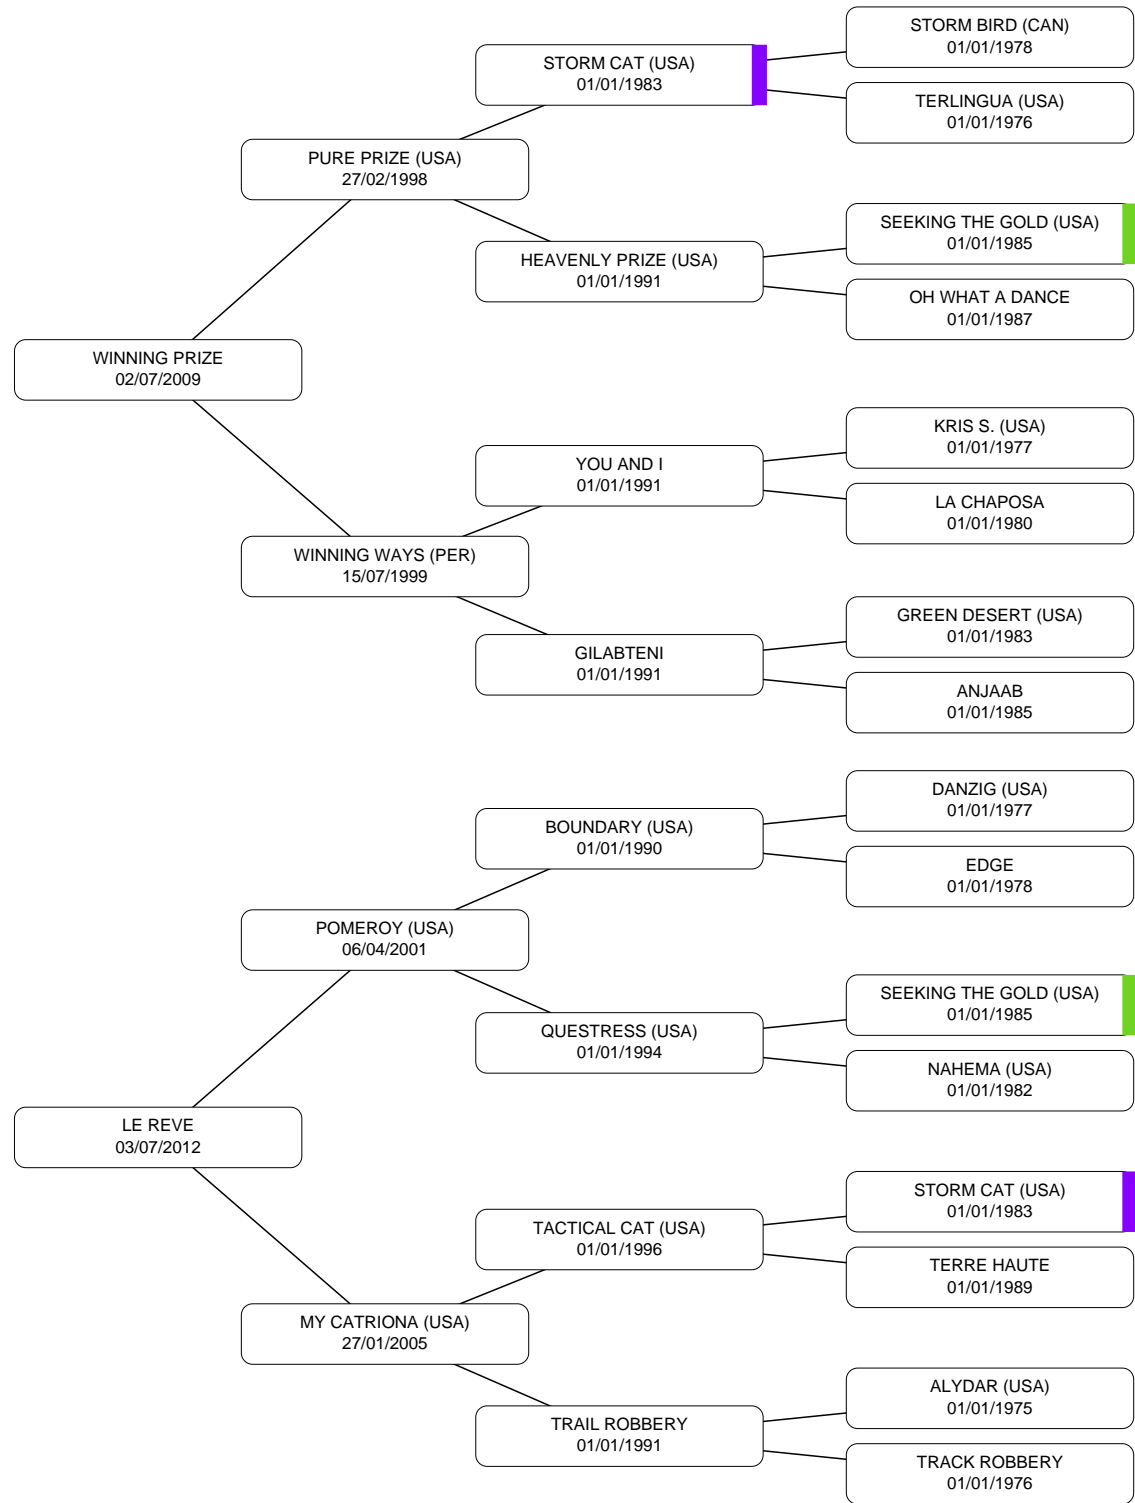 STORM BIRD (CAN)
01/01/1978
STORM CAT (USA)
01/01/1983
TERLINGUA (USA)
01/01/1976
PURE PRIZE (USA)
27/02/1998
SEEKING THE GOLD (USA)
01/01/1985
HEAVENLY PRIZE (USA)
01/01/1991
OH WHAT A DANCE
01/01/1987
WINNING PRIZE
02/07/2009
KRIS S. (USA)
01/01/1977
YOU AND I
01/01/1991
LA CHAPOSA
01/01/1980
WINNING WAYS (PER)
15/07/1999
GREEN DESERT (USA)
01/01/1983
GILABTENI
01/01/1991
ANJAAB
01/01/1985
DANZIG (USA)
01/01/1977
BOUNDARY (USA)
01/01/1990
EDGE
01/01/1978
POMEROY (USA)
06/04/2001
SEEKING THE GOLD (USA)
01/01/1985
QUESTRESS (USA)
01/01/1994
NAHEMA (USA)
01/01/1982
LE REVE
03/07/2012
STORM CAT (USA)
01/01/1983
TACTICAL CAT (USA)
01/01/1996
TERRE HAUTE
01/01/1989
MY CATRIONA (USA)
27/01/2005
ALYDAR (USA)
01/01/1975
TRAIL ROBBERY
01/01/1991
TRACK ROBBERY
01/01/1976